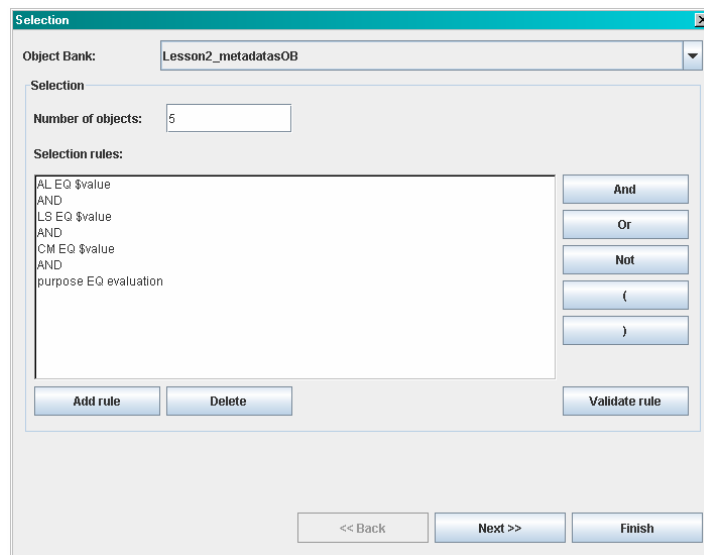 Selection
Object Bank: Lesson2_metadatasOB
Selection
Number of objects: 5
Selection rules:
AL EQ $value
AND
LS EQ $value
AND
CM EQ $value
AND
purpose EQ evaluation
And
Or
Not
(
)
Add rule Delete Validate rule
<< Back Next >> Finish